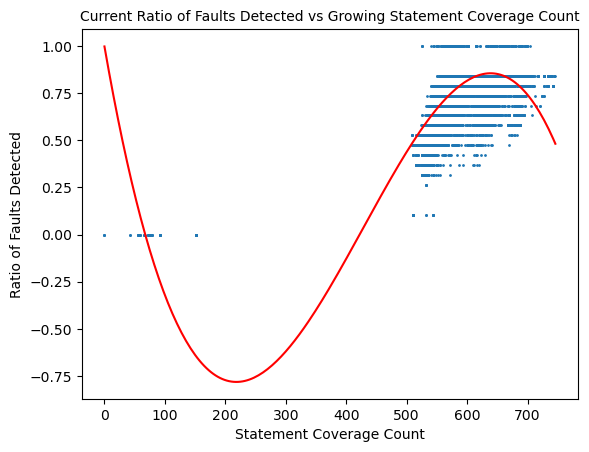 Current Ratio of Faults Detected vs Growing Statement Coverage Count
1.00
0.75
0.50
0.25
0.00
−0.25
−0.50
−0.75
Ratio of Faults Detected
0 100 200 300 400 500 600 700
Statement Coverage Count